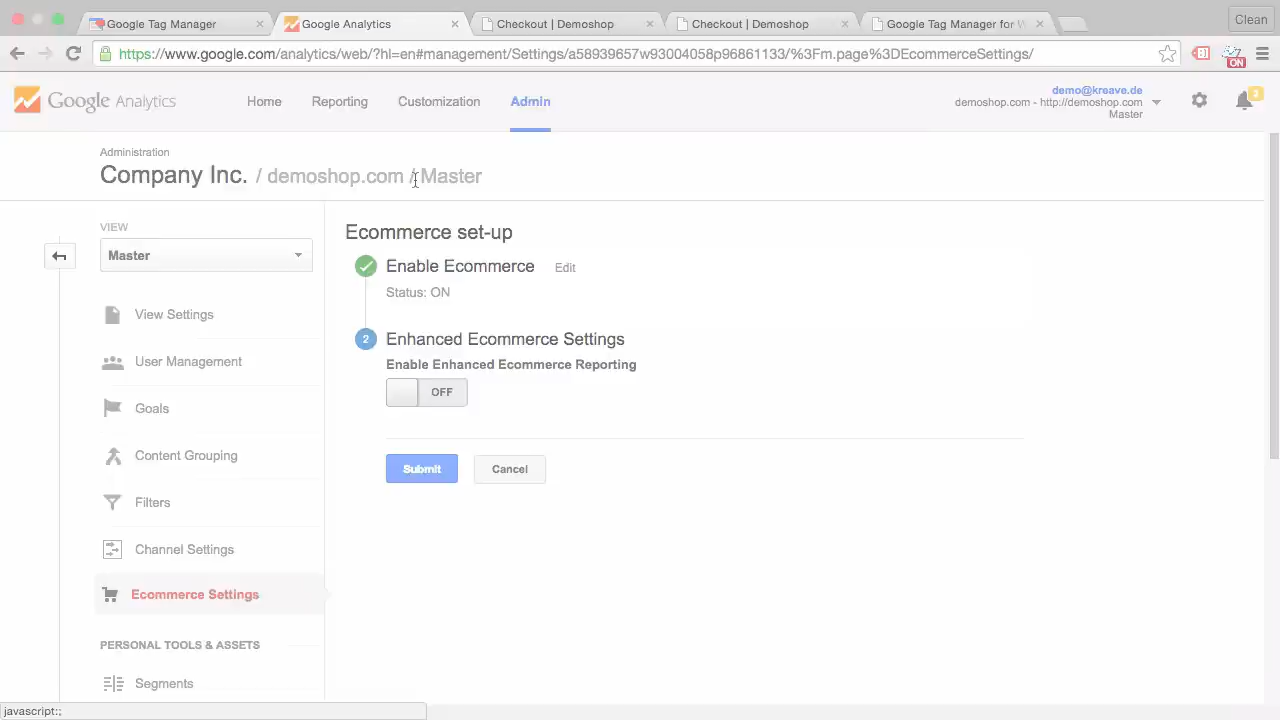 Google Tag Manager
Google Analytics
Checkout | Demoshop
Checkout | Demoshop
Google Tag Manager for
Clean
https://www.google.com/analytics/web/?hl=en#management/Settings/a58939657w93004058p96861133/%3Fm.page%3DEcommerceSettings/
ON
Google Analytics
Home
Reporting
Customization
Admin
demo@kreave.de
demoshop.com - http://demoshop.com
Master
Administration
Company Inc. / demoshop.com / Master
VIEW
Master
View Settings
User Management
Goals
Content Grouping
Filters
Channel Settings
Ecommerce Settings
PERSONAL TOOLS & ASSETS
Segments
Ecommerce set-up
Enable Ecommerce Edit
Status: ON
2 Enhanced Ecommerce Settings
Enable Enhanced Ecommerce Reporting
OFF
Submit
Cancel
javascript:;